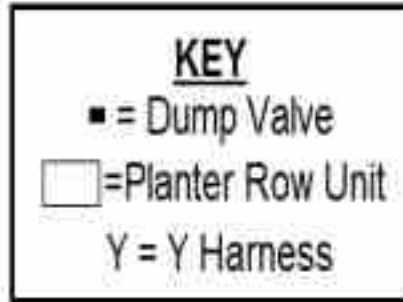 KEY
▪ = Dump Valve
=Planter Row Unit
Y = Y Harness